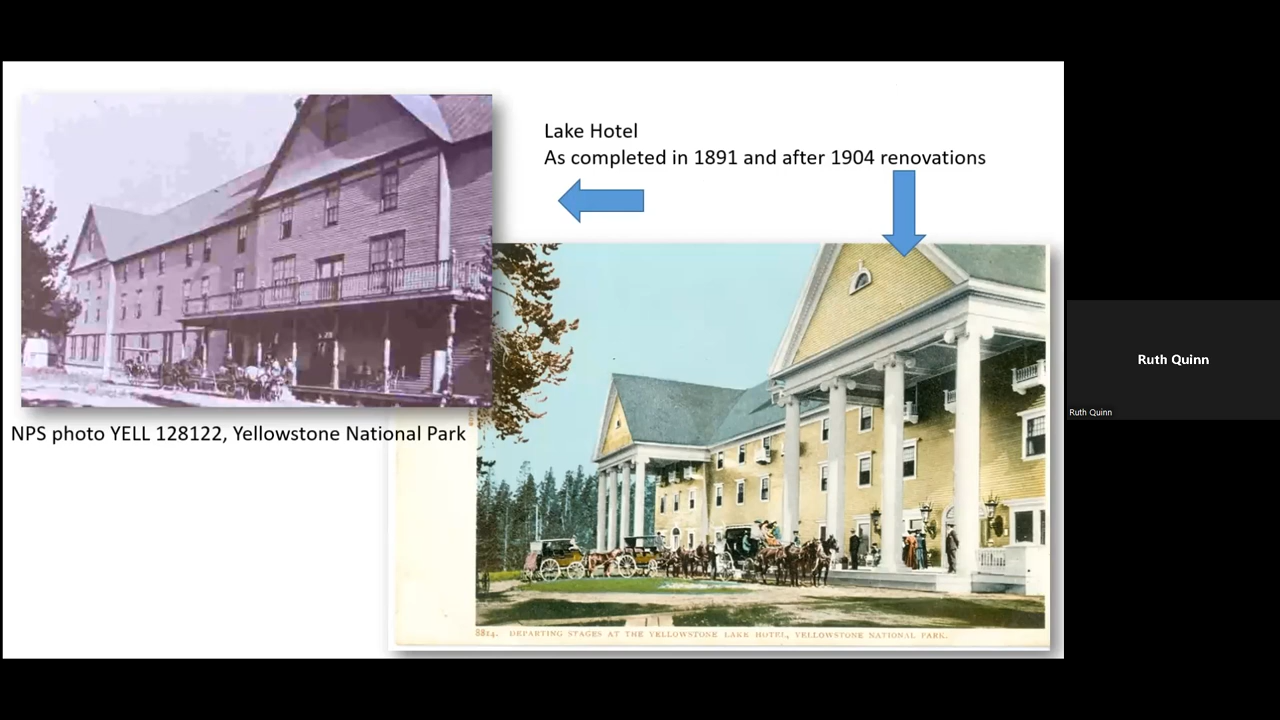 Lake Hotel
As completed in 1891 and after 1904 renovations
NPS photo YELL 128122, Yellowstone National Park
8814. DEPARTING STAGES AT THE YELLOWSTONE LAKE HOTEL, YELLOWSTONE NATIONAL PARK.
Ruth Quinn
Ruth Quinn